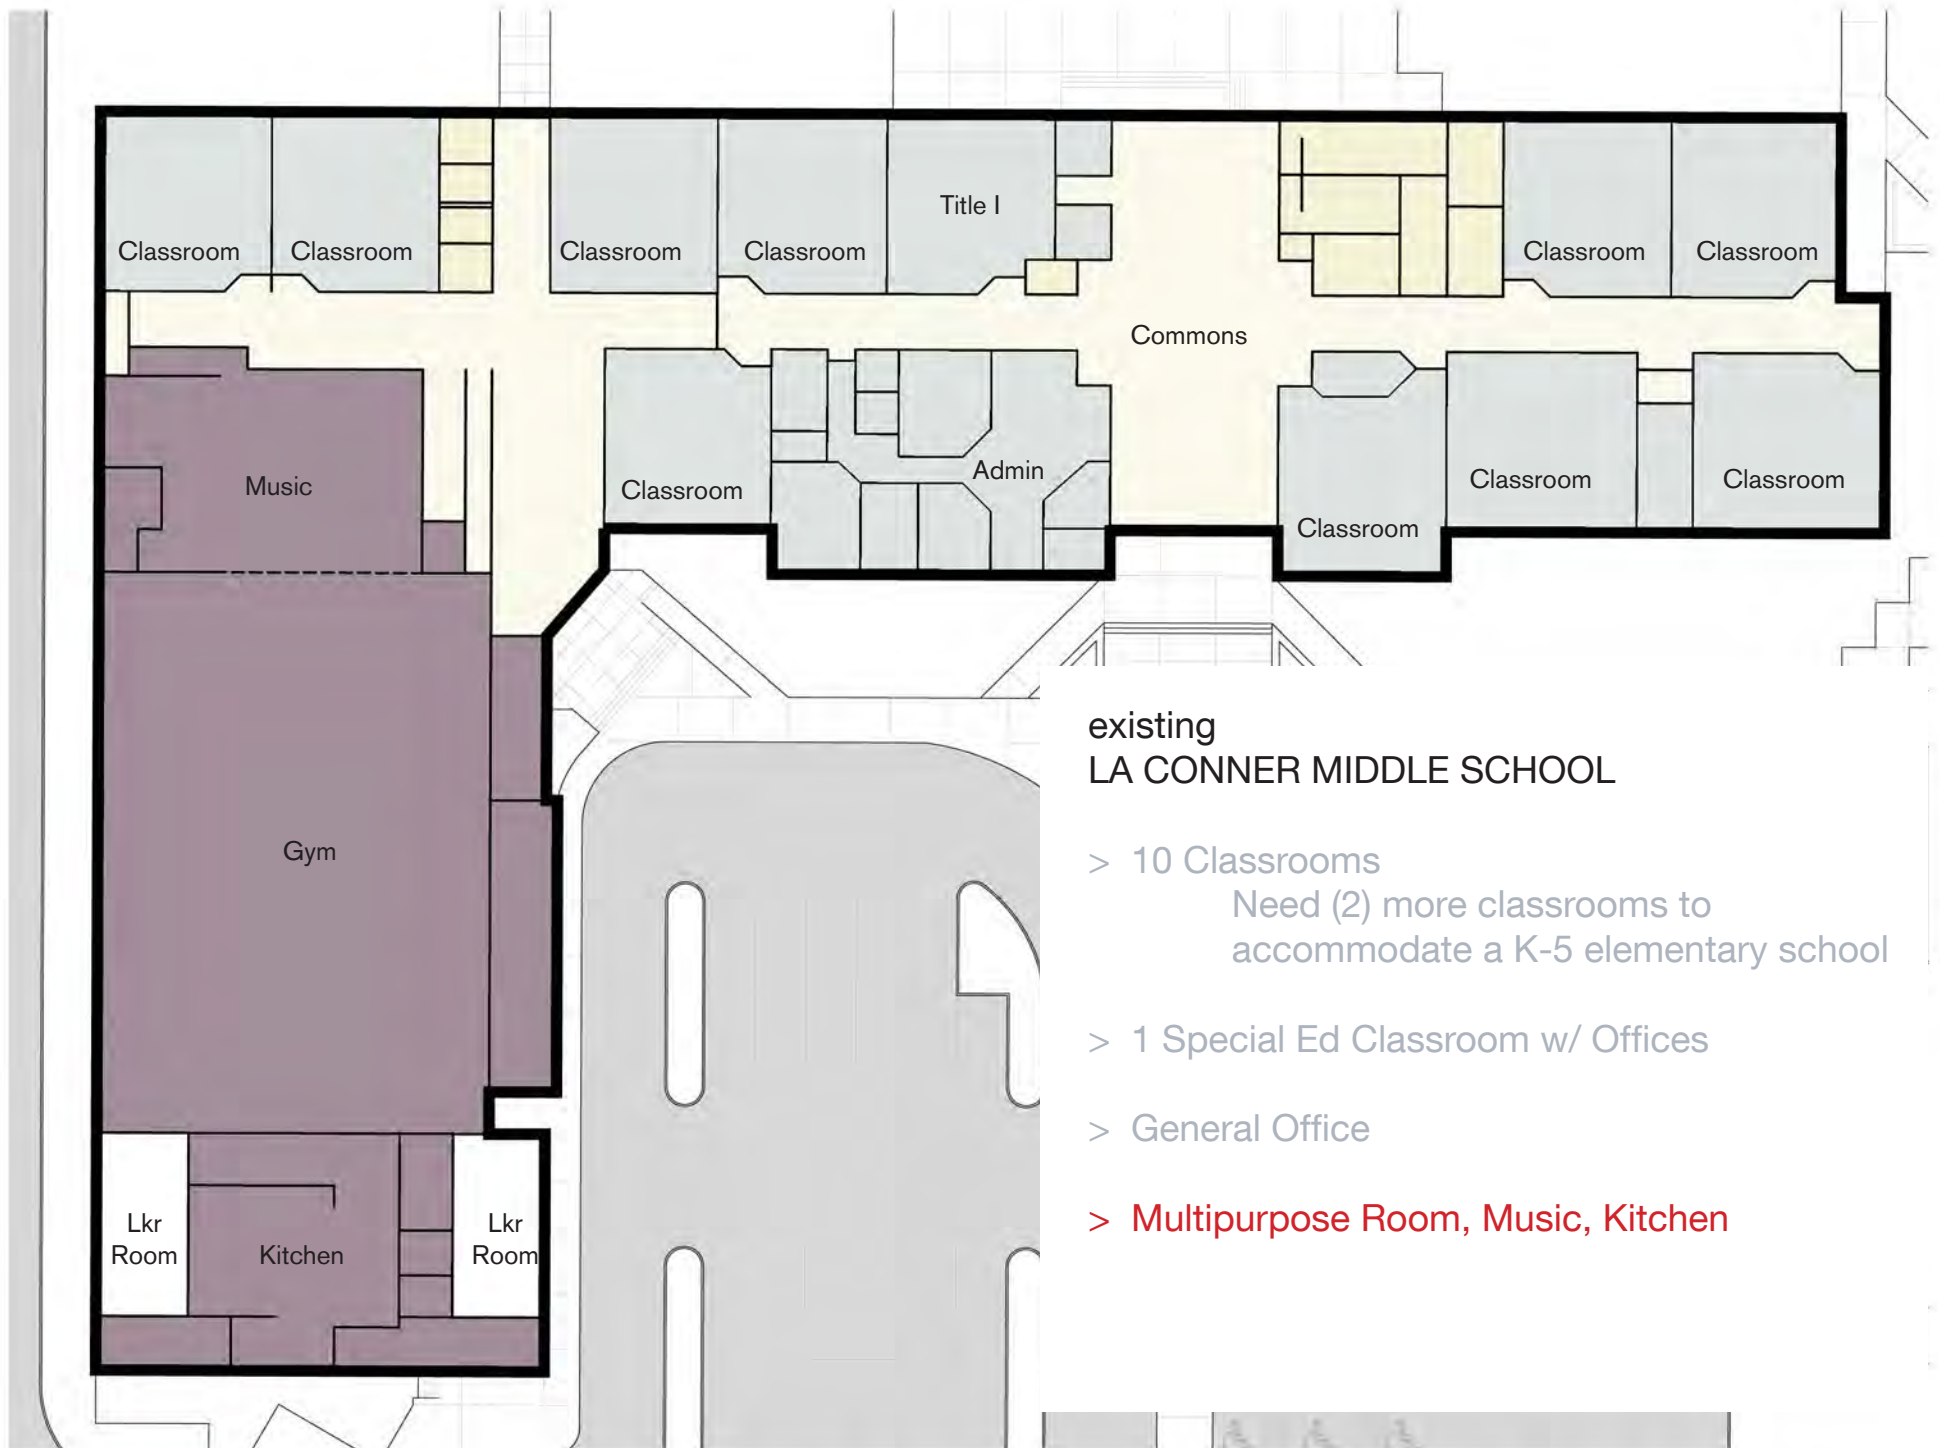 Title I
Classroom
Classroom
Classroom
Classroom
Classroom
Classroom
Commons
Music
Classroom
Admin
Classroom
Classroom
Classroom
existing
LA CONNER MIDDLE SCHOOL
Gym
> 10 Classrooms
Need (2) more classrooms to
accommodate a K-5 elementary school
> 1 Special Ed Classroom w/ Offices
> General Office
> Multipurpose Room, Music, Kitchen
Lkr
Room
Kitchen
Lkr
Room